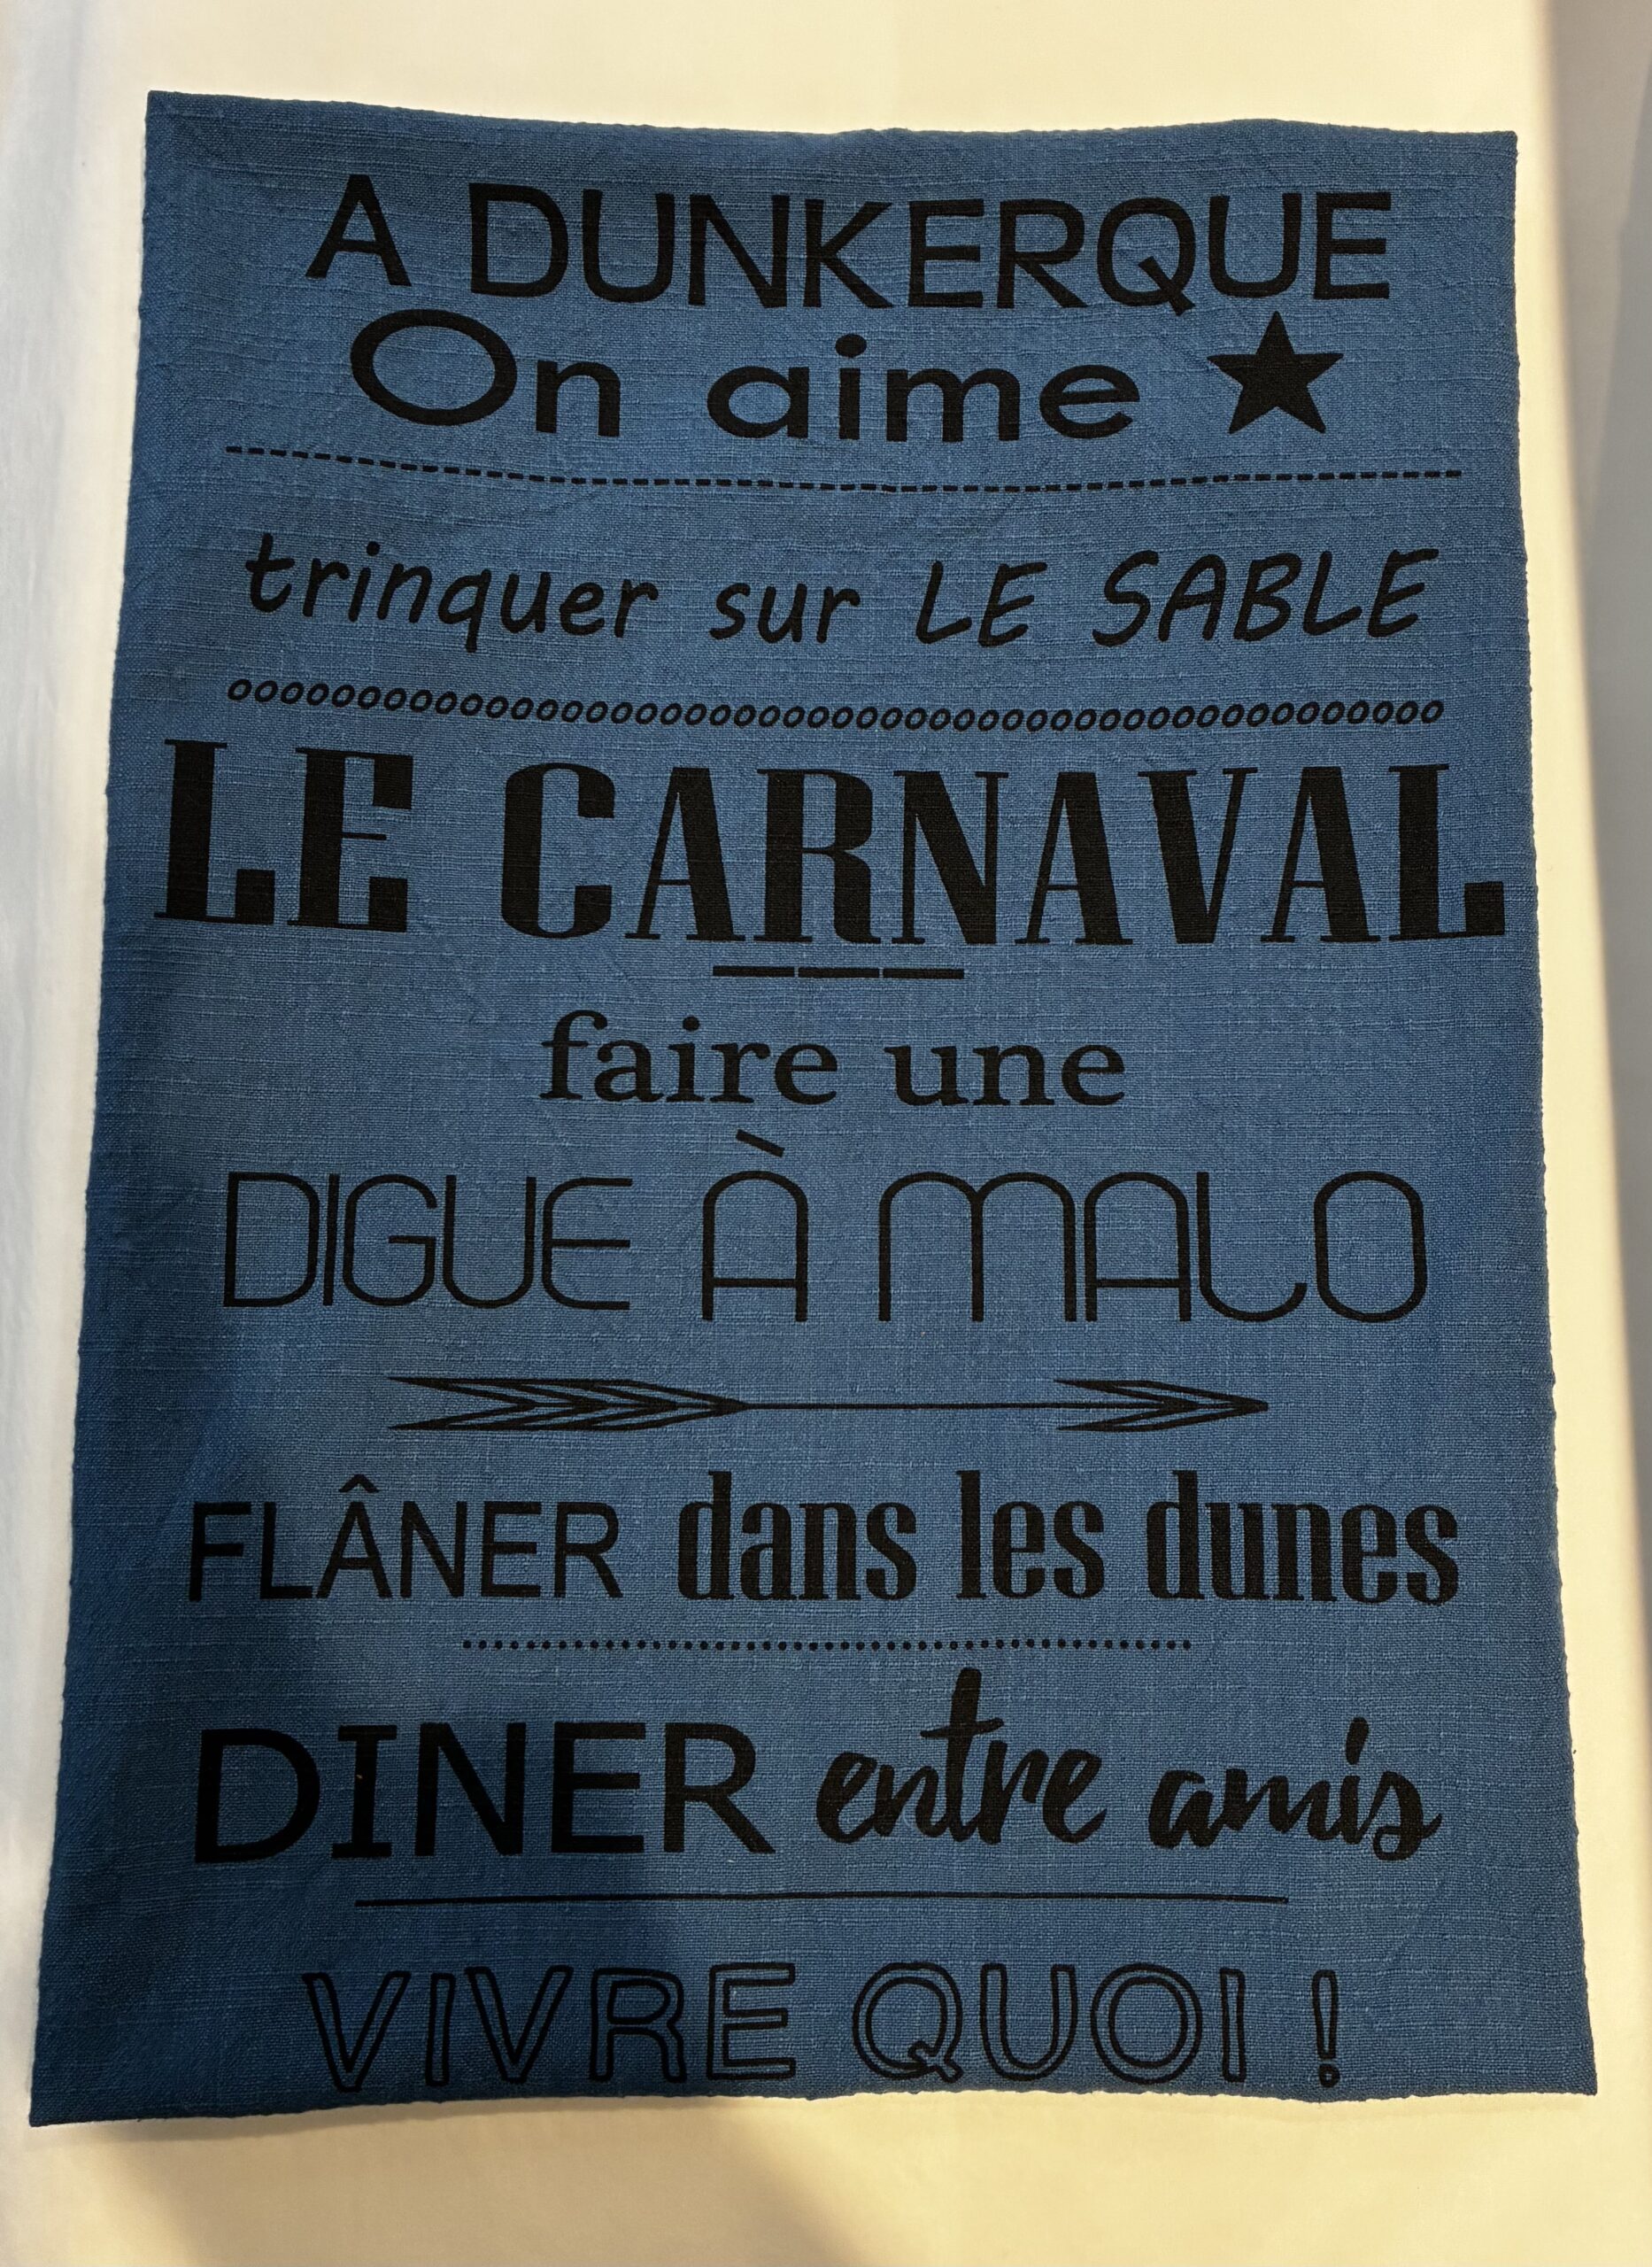 A DUNKERQUE
On aime
trinquer sur LE SABLE
LE CARNAVAL
faire une
DIGUE À MALO
FLÂNER dans les dunes
DINER entre amis
VIVRE QUOI !